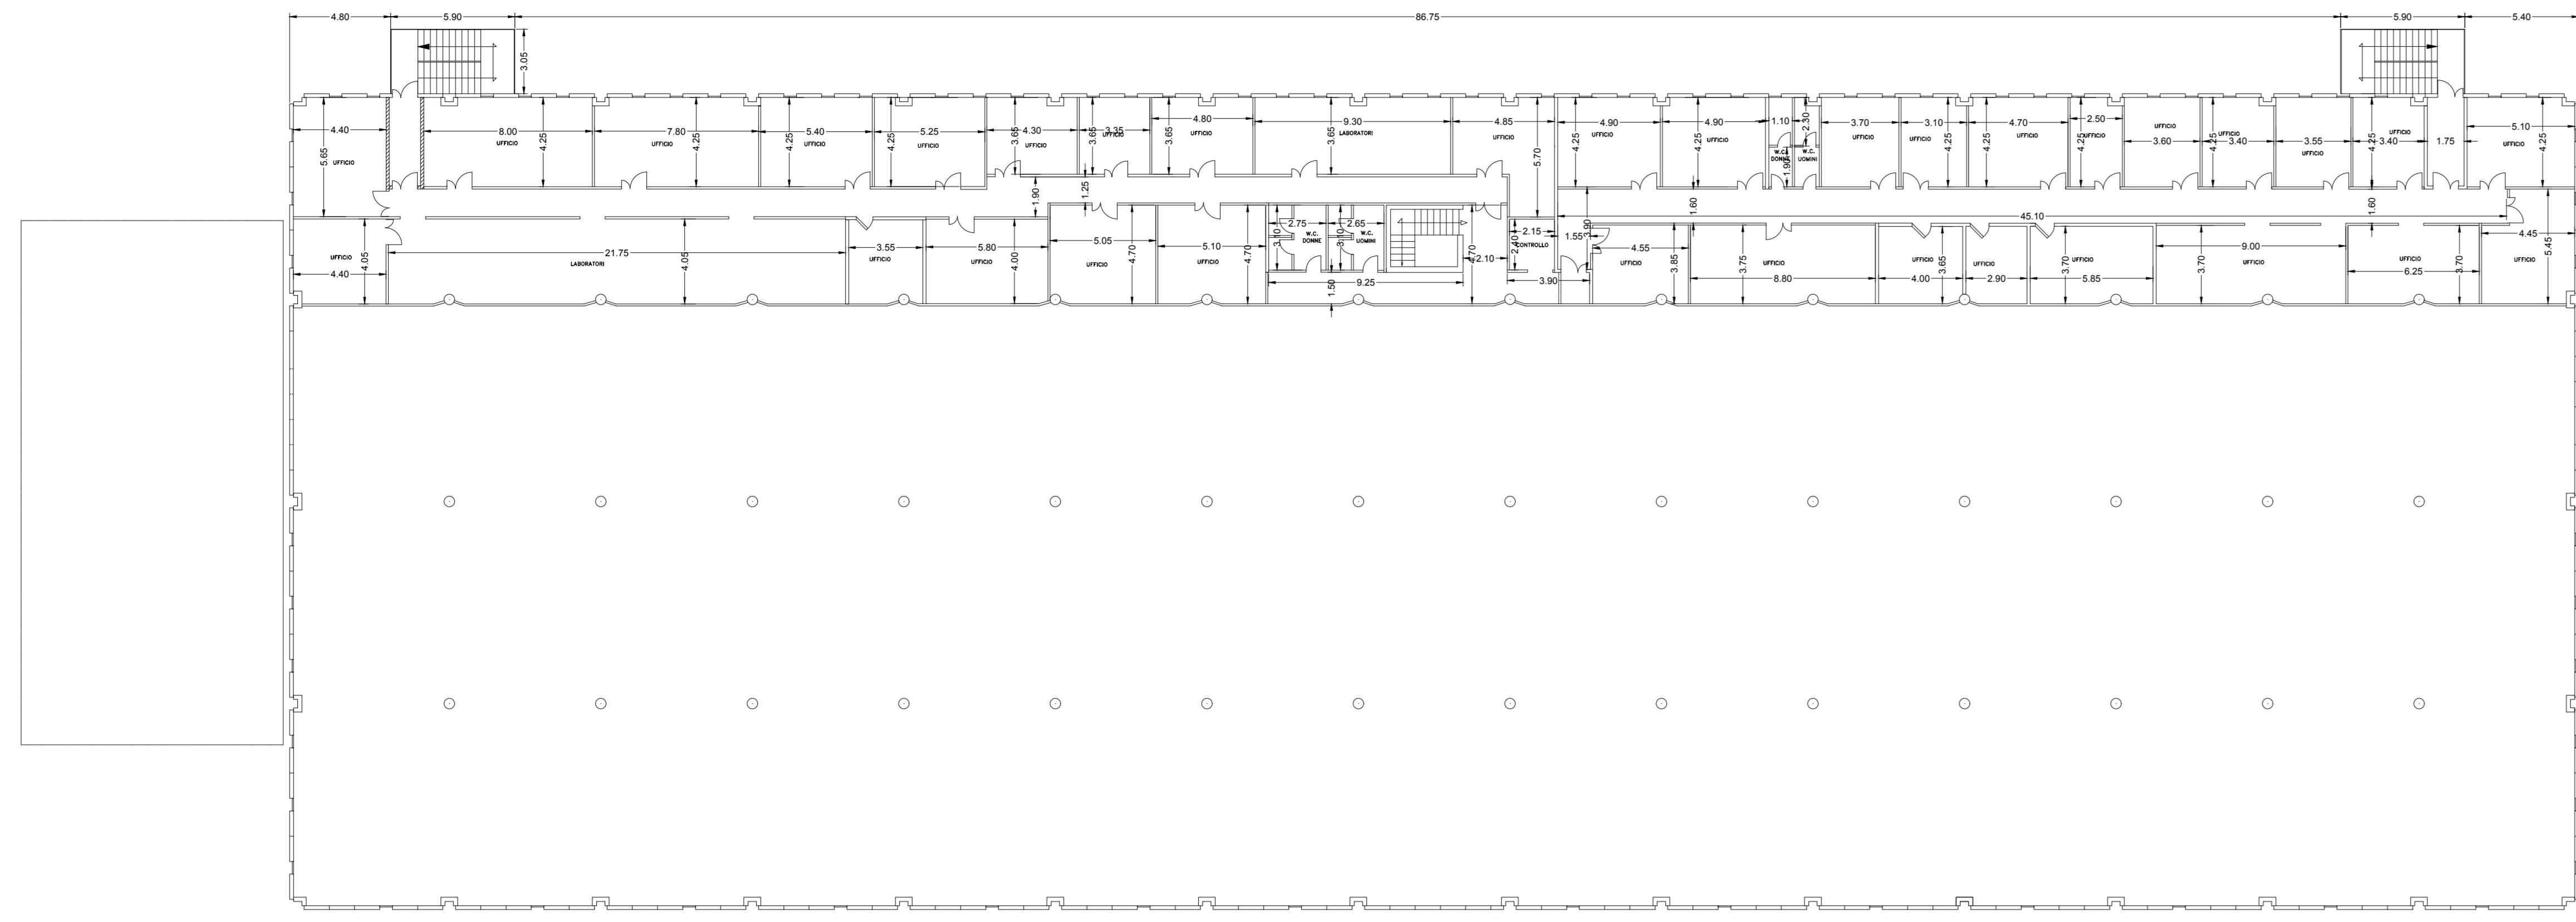 4.80
5.90
86.75
5.90
5.40
3.05
4.40
5.65
UFFICIO
8.00
UFFICIO
4.25
7.80
UFFICIO
4.25
5.40
UFFICIO
4.25
5.25
UFFICIO
4.25
4.30
UFFICIO
3.65
3.35
UFFICIO
3.65
4.80
UFFICIO
3.65
9.30
LABORATORI
3.65
4.85
UFFICIO
5.70
4.90
UFFICIO
4.25
4.90
UFFICIO
4.25
1.10
2.30
W.C.
DONNE
1.90
W.C.
UOMINI
3.70
UFFICIO
3.10
UFFICIO
4.25
4.70
UFFICIO
4.25
2.50
UFFICIO
4.25
UFFICIO
3.60
UFFICIO
3.40
4.25
3.55
UFFICIO
UFFICIO
3.40
4.25
1.75
5.10
UFFICIO
4.25
1.90
1.25
1.60
45.10
1.60
UFFICIO
4.40
4.05
21.75
LABORATORI
4.05
3.55
UFFICIO
5.80
UFFICIO
4.00
5.05
UFFICIO
4.70
5.10
UFFICIO
4.70
2.75
W.C.
DONNE
3.10
2.65
W.C.
UOMINI
3.10
9.25
1.50
2.10
4.70
2.15
CONTROLLO
2.40
3.90
1.55
3.90
4.55
UFFICIO
3.85
3.75
UFFICIO
8.80
UFFICIO
4.00
3.65
UFFICIO
2.90
3.70
UFFICIO
5.85
9.00
UFFICIO
3.70
UFFICIO
6.25
3.70
4.45
UFFICIO
5.45